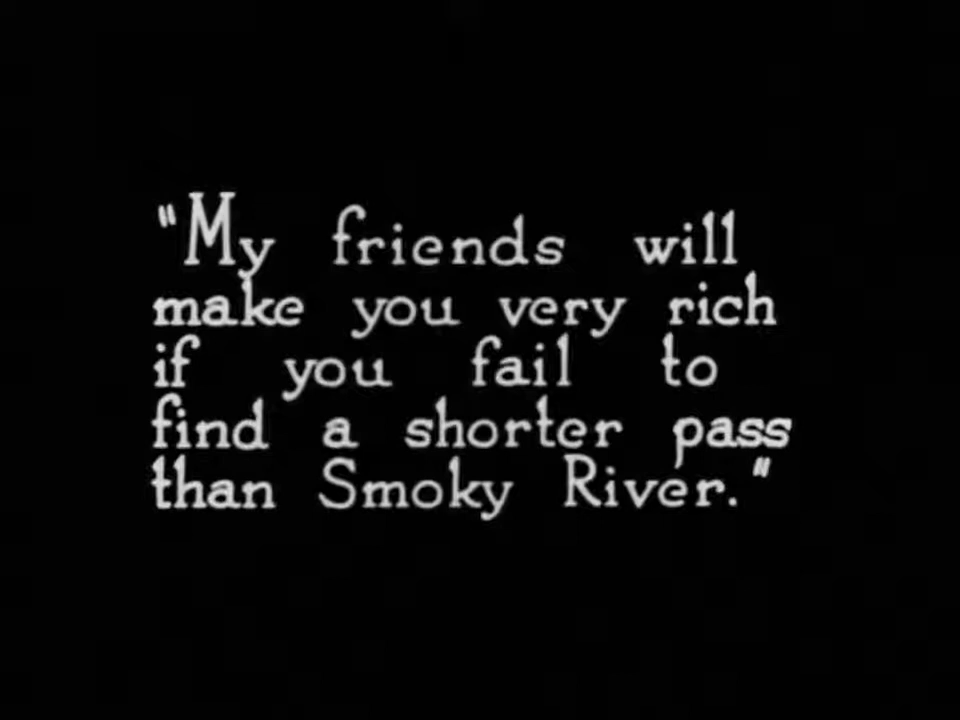 "My friends will
make you very rich
if you fail to
find a shorter pass
than Smoky River."